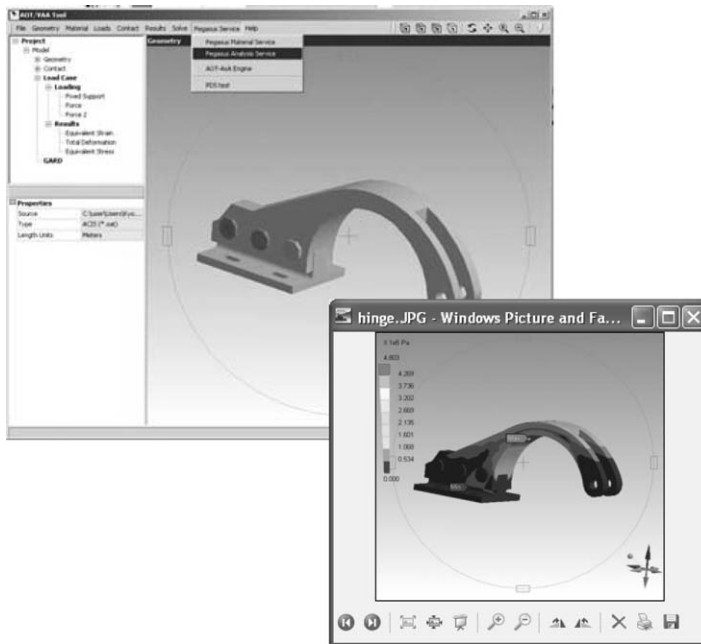 AOT/VAA Tool
File Geometry Material Loads Contact Results Solve Pegasus Service Help
Project
Model
Geometry
Contact
Load Case
Loading
Fixed Support
Force
Force 2
Results
Equivalent Strain
Total Deformation
Equivalent Stress
GARD
Properties
Source
Type ACIS (*.sat)
Length Units Meters
Geometry
Pegasus Material Service
Pegasus Analysis Service
AOT-AxA Engine
PDS test
hinge.JPG - Windows Picture and Fa...
X 1e5 Pa
4.803
4.269
3.736
3.202
2.669
2.135
1.601
1.068
0.534
0.000